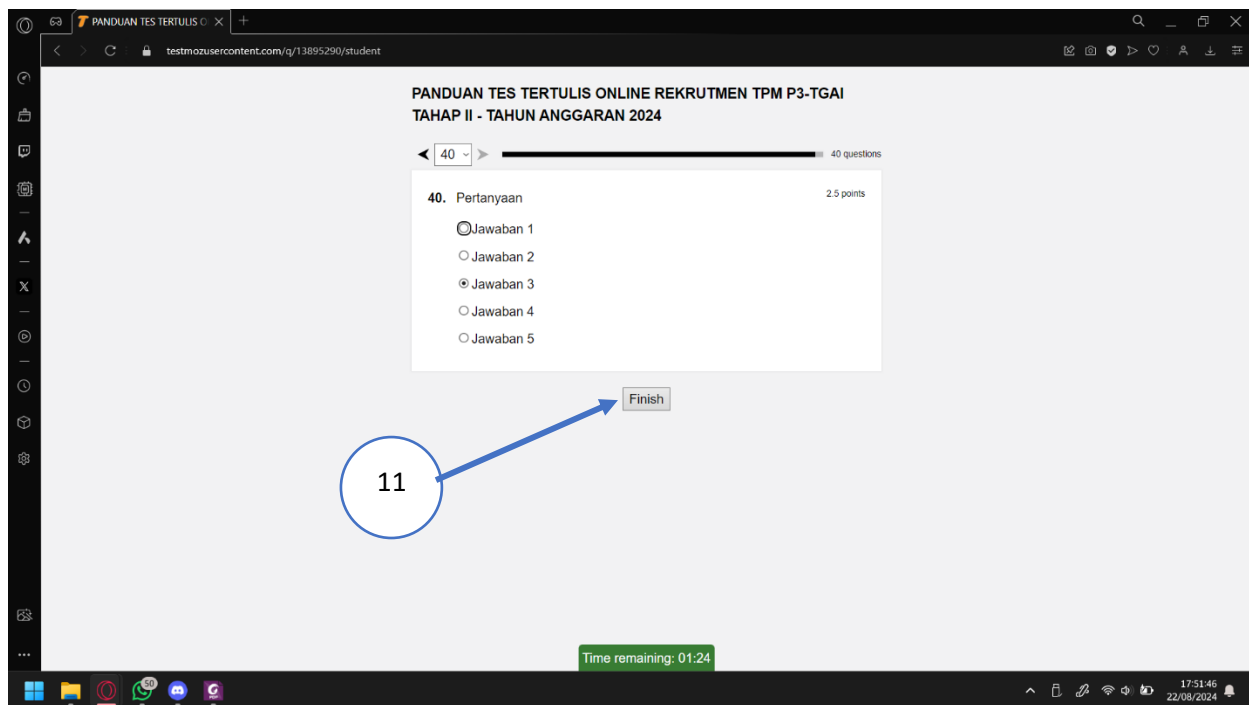 PANDUAN TES TERTULIS O
testmozusercontent.com/q/13895290/student
PANDUAN TES TERTULIS ONLINE REKRUTMEN TPM P3-TGAI
TAHAP II - TAHUN ANGGARAN 2024
40
40 questions
40. Pertanyaan
2.5 points
Jawaban 1
Jawaban 2
Jawaban 3
Jawaban 4
Jawaban 5
Finish
11
Time remaining: 01:24
50
17:51:46
22/08/2024